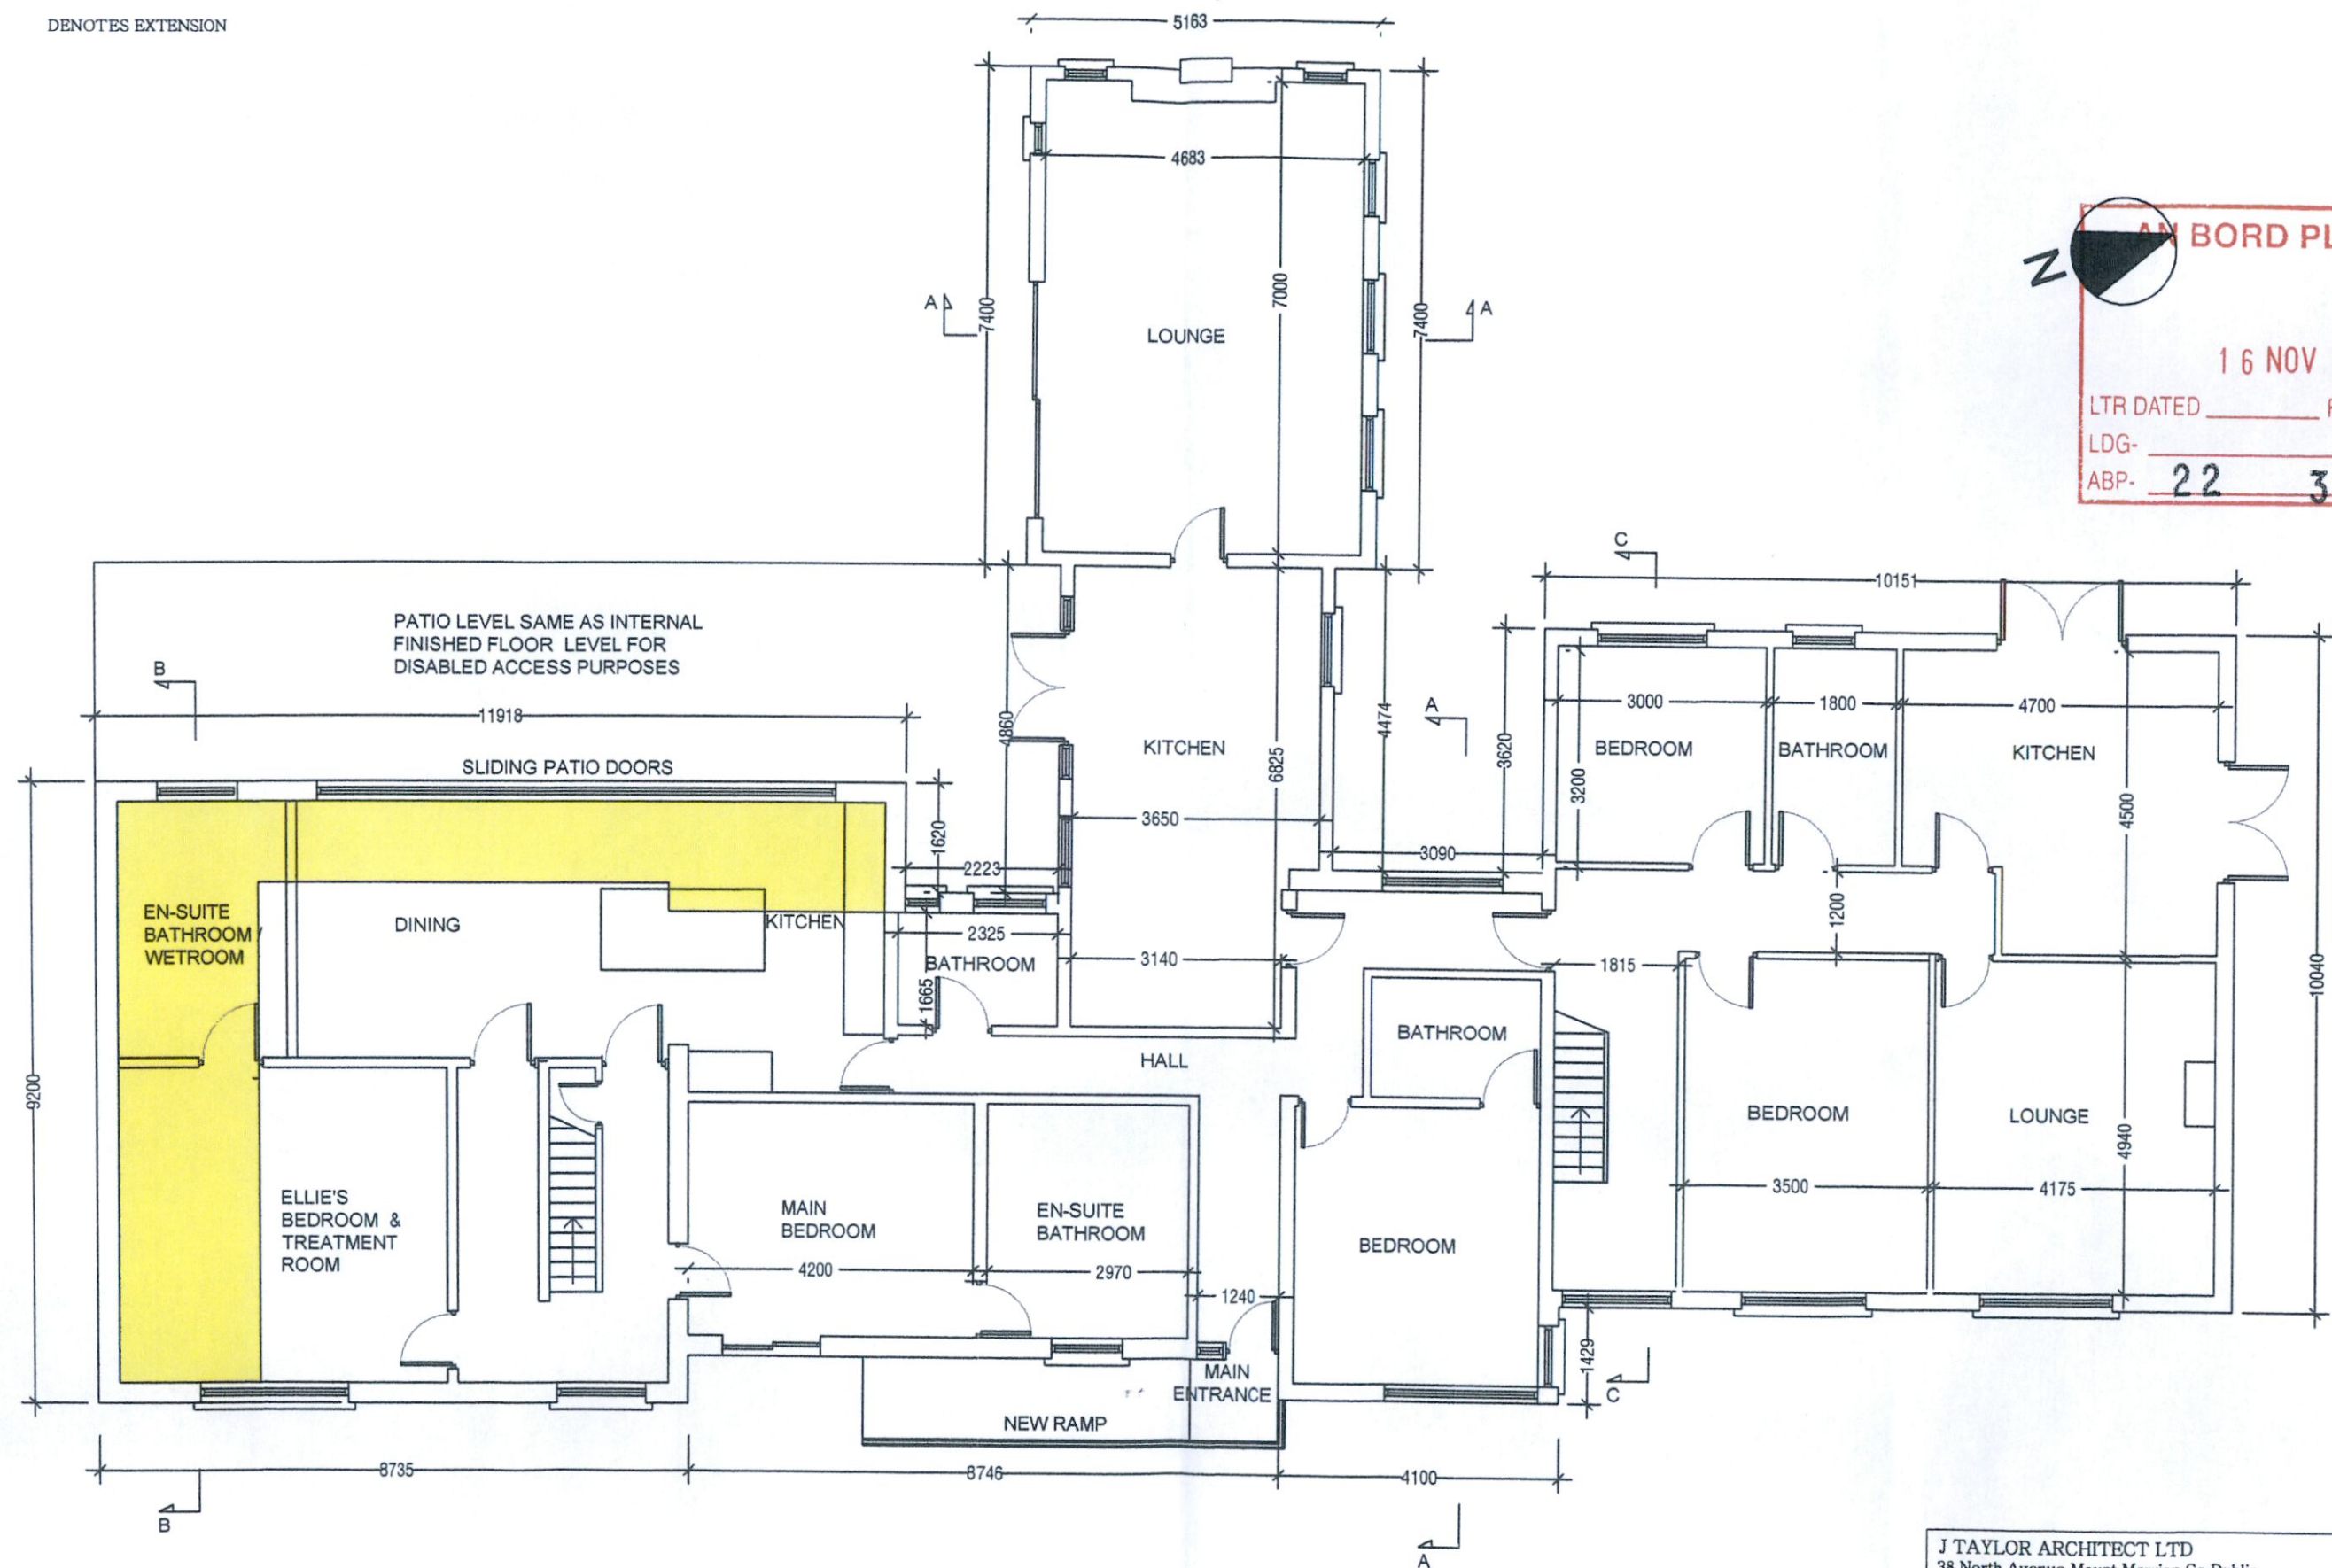 DENOTES EXTENSION
5163
4683
7000
7400
7400
A
A
LOUNGE
N
AN BORD PL
16 NOV
LTR DATED
LDG-
ABP- 22 3
C
10151
PATIO LEVEL SAME AS INTERNAL
FINISHED FLOOR LEVEL FOR
DISABLED ACCESS PURPOSES
B
11918
4860
KITCHEN
6825
4474
A
3620
3000
1800
4700
BEDROOM
BATHROOM
KITCHEN
3200
4500
SLIDING PATIO DOORS
1620
2223
3650
3090
1200
10040
EN-SUITE
BATHROOM /
WETROOM
DINING
KITCHEN
2325
BATHROOM
1665
3140
1815
9200
HALL
BATHROOM
BEDROOM
LOUNGE
4940
3500
4175
ELLIE'S
BEDROOM &
TREATMENT
ROOM
MAIN
BEDROOM
4200
EN-SUITE
BATHROOM
2970
1240
BEDROOM
1429
C
MAIN
ENTRANCE
NEW RAMP
8735
8746
4100
B
A
J TAYLOR ARCHITECT LTD